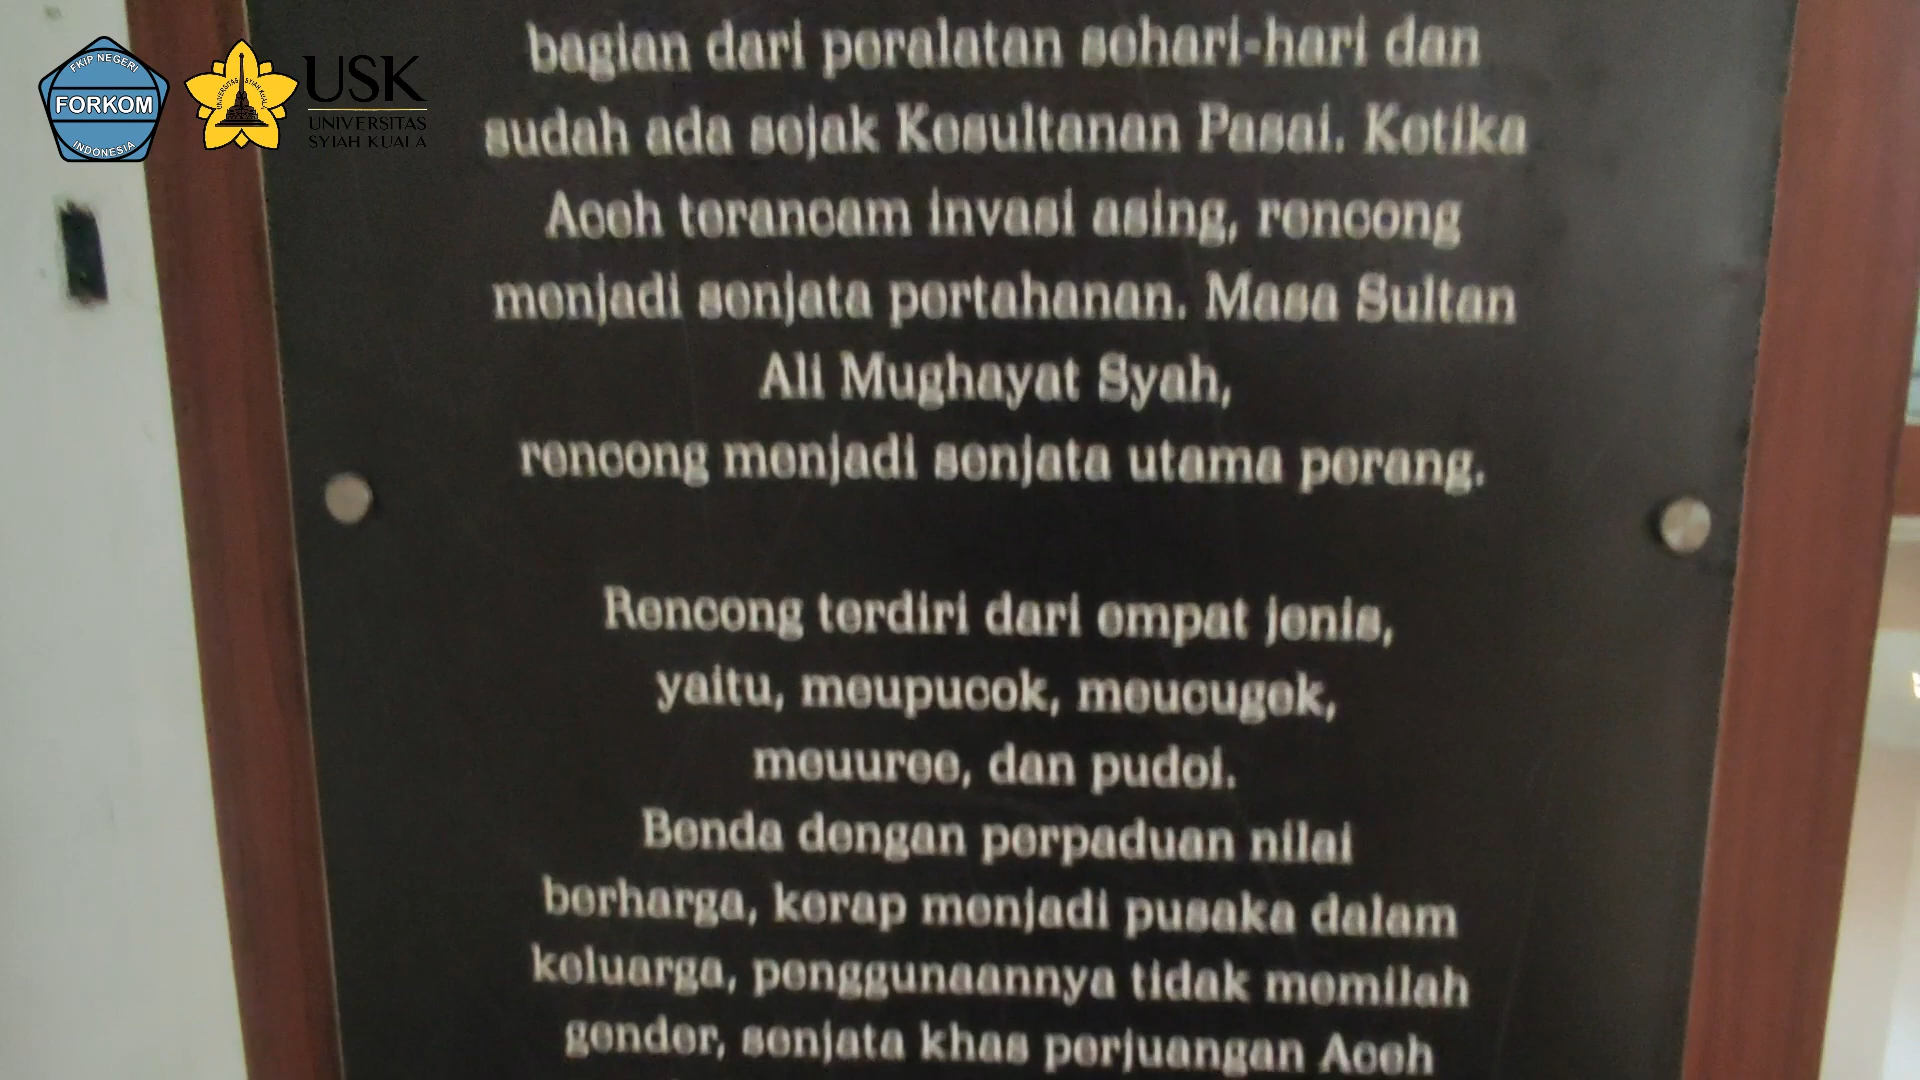 FKIP NEGERI
FORKOM
INDONESIA
UNIVERSITAS SYIAH KUALA
USK
UNIVERSITAS
SYIAH KUALA
bagian dari peralatan sehari-hari dan
sudah ada sejak Kesultanan Pasai. Ketika
Aceh terancam invasi asing, rencong
menjadi senjata pertahanan. Masa Sultan
Ali Mughayat Syah,
rencong menjadi senjata utama perang.
Rencong terdiri dari empat jenis,
yaitu, meupucok, meucugek,
meuuree, dan pudoi.
Benda dengan perpaduan nilai
berharga, kerap menjadi pusaka dalam
keluarga, penggunaannya tidak memilah
gender, senjata khas perjuangan Aceh